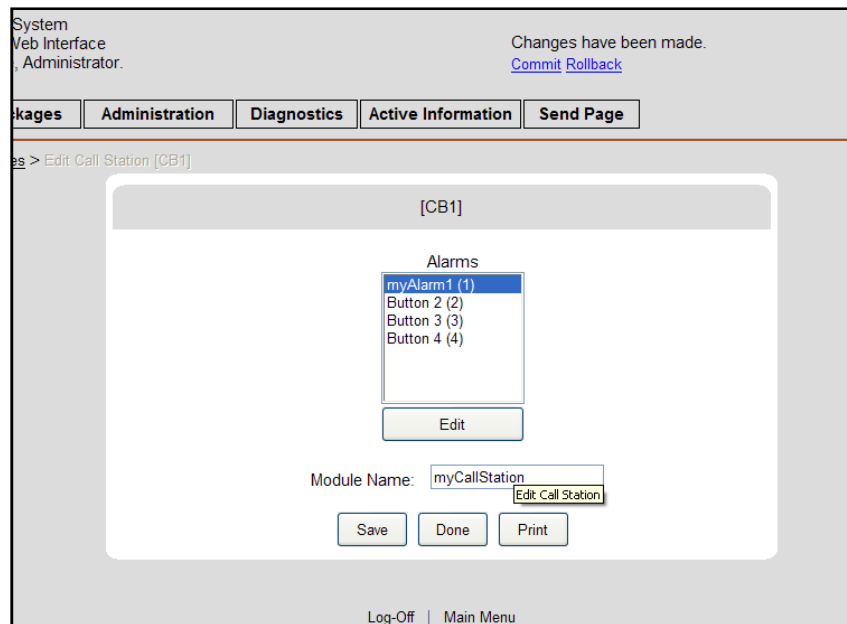 System
Web Interface
, Administrator.
Changes have been made.
Commit Rollback
kages Administration Diagnostics Active Information Send Page
es > Edit Call Station [CB1]
[CB1]
Alarms
myAlarm1 (1)
Button 2 (2)
Button 3 (3)
Button 4 (4)
Edit
Module Name: myCallStation
Edit Call Station
Save Done Print
Log-Off | Main Menu